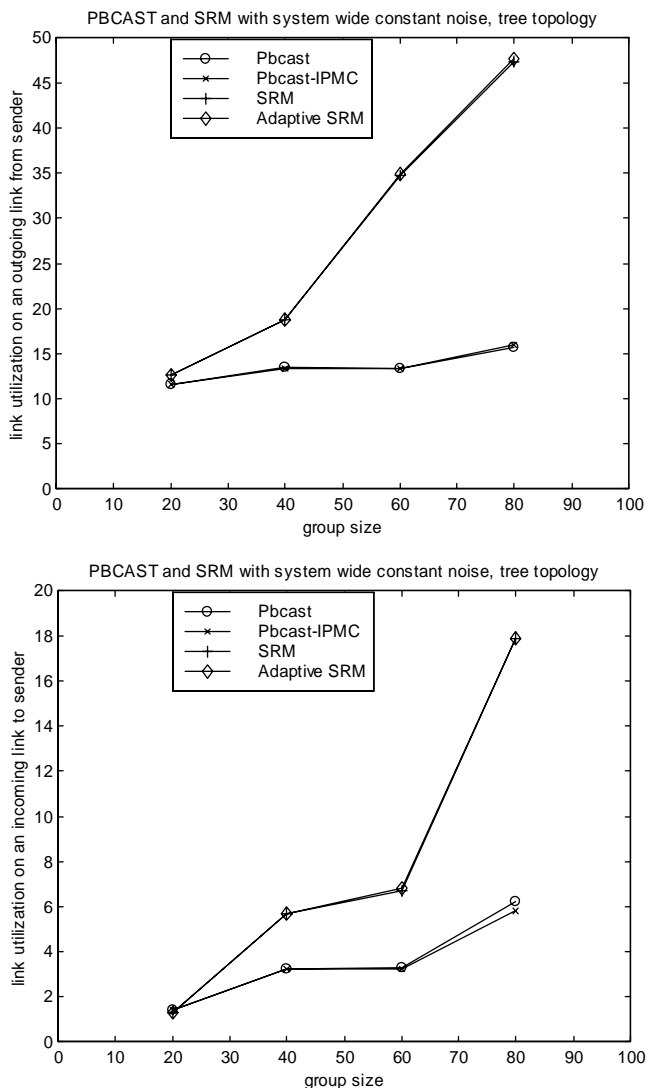 PBCAST and SRM with system wide constant noise, tree topology
50
45
40
35
30
25
20
15
10
5
0
link utilization on an outgoing link from sender
Pbcast
Pbcast-IPMC
SRM
Adaptive SRM
0 10 20 30 40 50 60 70 80 90 100
group size
PBCAST and SRM with system wide constant noise, tree topology
20
18
16
14
12
10
8
6
4
2
0
link utilization on an incoming link to sender
Pbcast
Pbcast-IPMC
SRM
Adaptive SRM
0 10 20 30 40 50 60 70 80 90 100
group size